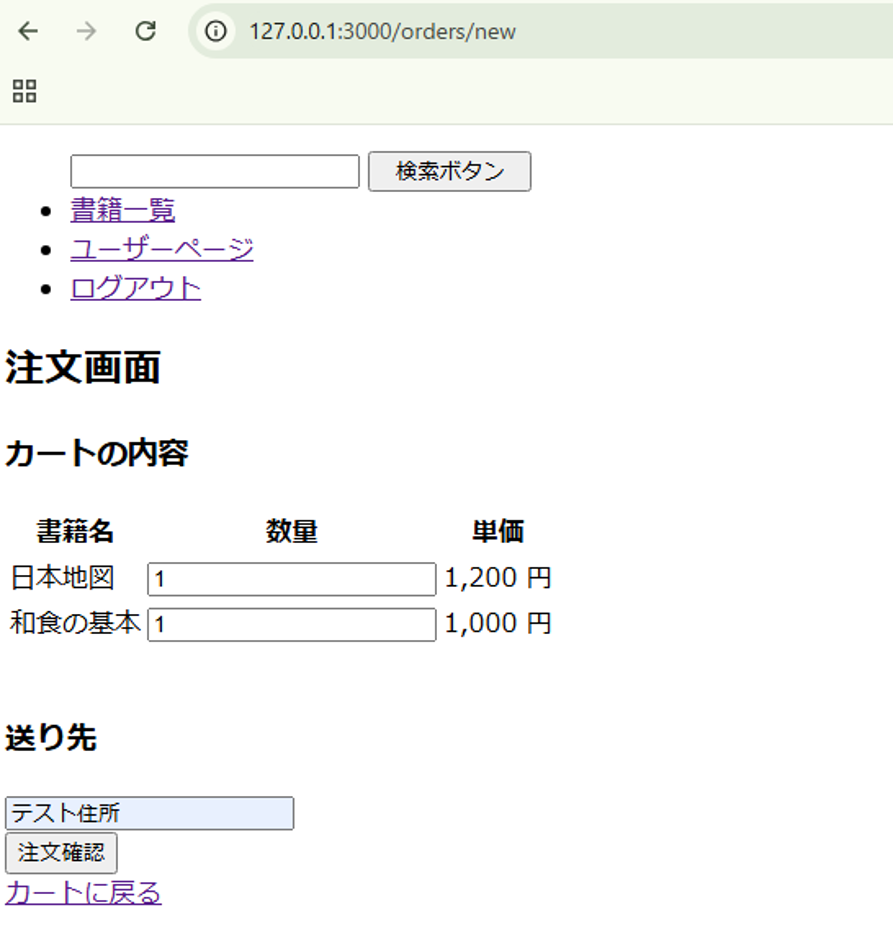 127.0.0.1:3000/orders/new
検索ボタン
書籍一覧
ユーザーページ
ログアウト
注文画面
カートの内容
書籍名 数量 単価
日本地図 1 1,200 円
和食の基本 1 1,000 円
送り先
テスト住所
注文確認
カートに戻る